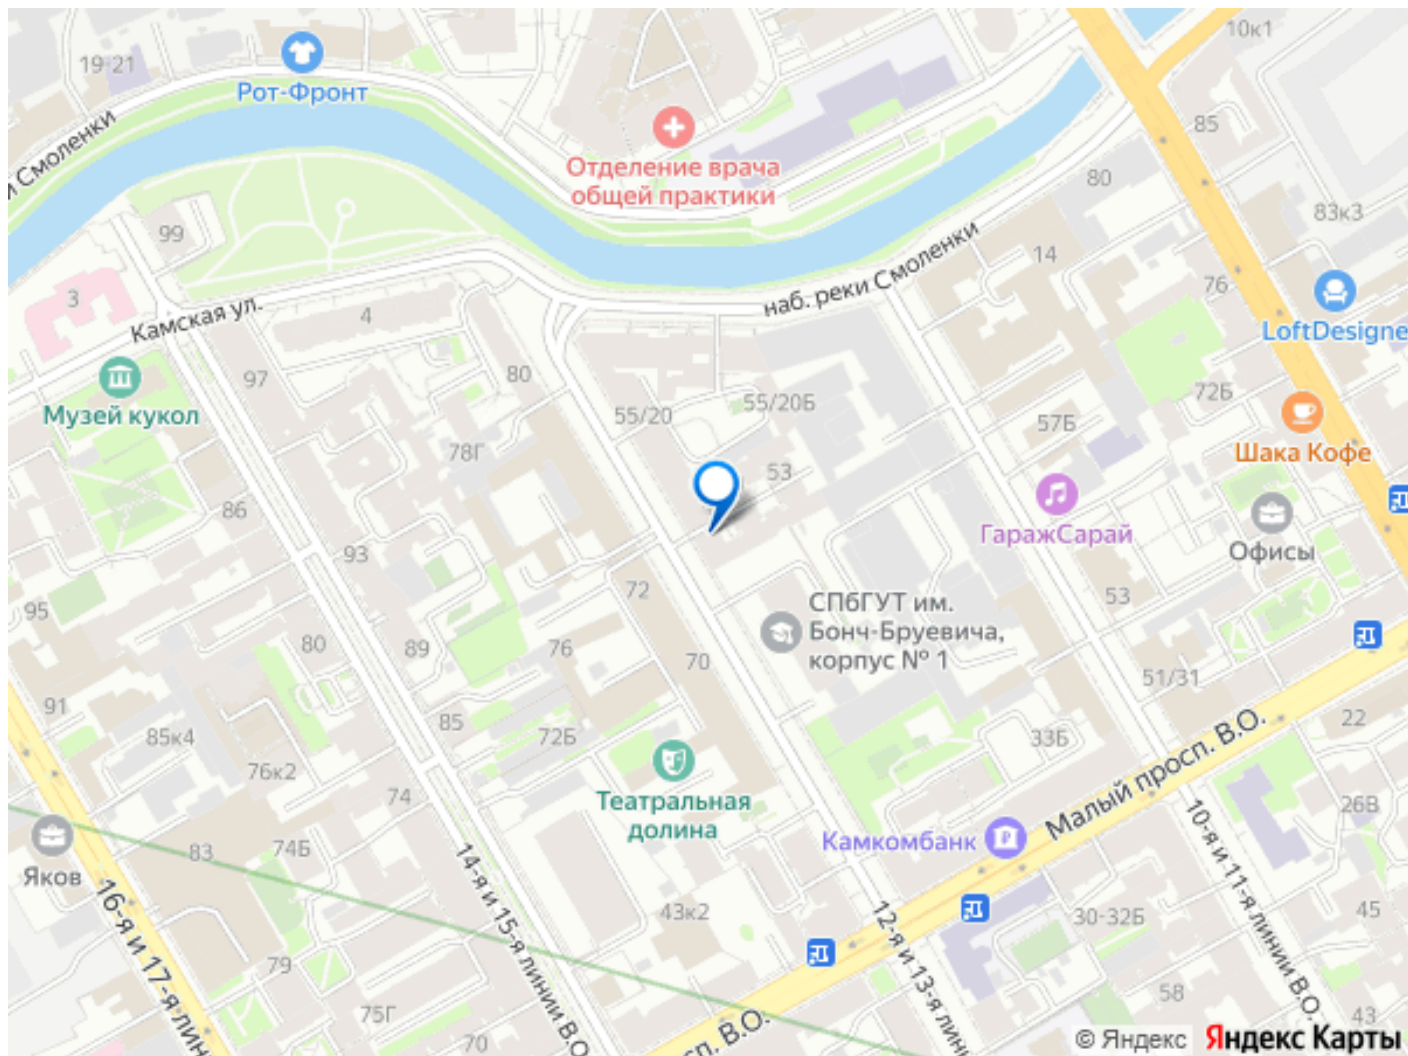 10к1
19-21
Рот-Фронт
и Смоленки
85
Отделение врача
общей практики
80
83к3
99
14
76
3
Камская ул.
4
наб. реки Смоленки
LoftDesigne
97
80
72Б
55/20
55/20Б
57Б
Музей кукол
78Г
53
Шака Кофе
86
ГаражСарай
Офисы
93
72
53
95
СПбГУТ им.
Бонч-Бруевича,
корпус № 1
80
89
76
70
51/31
91
85
22
85к4
72Б
33Б
76к2
74
Малый просп. В.О.
Театральная
долина
26В
Камкомбанк
83
74Б
Яков
14-я и 15-я линии В.О.
10-я и 11-я линии В.О.
16-я и 17-я лин
43к2
12-я и 13-я лин
30-32Б
45
79
58
75Г
70
сп. В.О.
43
© Яндекс Яндекс Карты